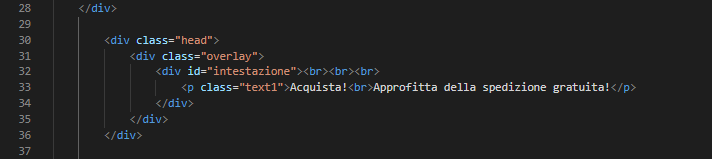 28 </div>
29
30 <div class="head">
31 <div class="overlay">
32 <div id="intestazione"><br><br><br>
33 <p class="text1">Acquista!<br>Approfitta della spedizione gratuita!</p>
34 </div>
35 </div>
36 </div>
37